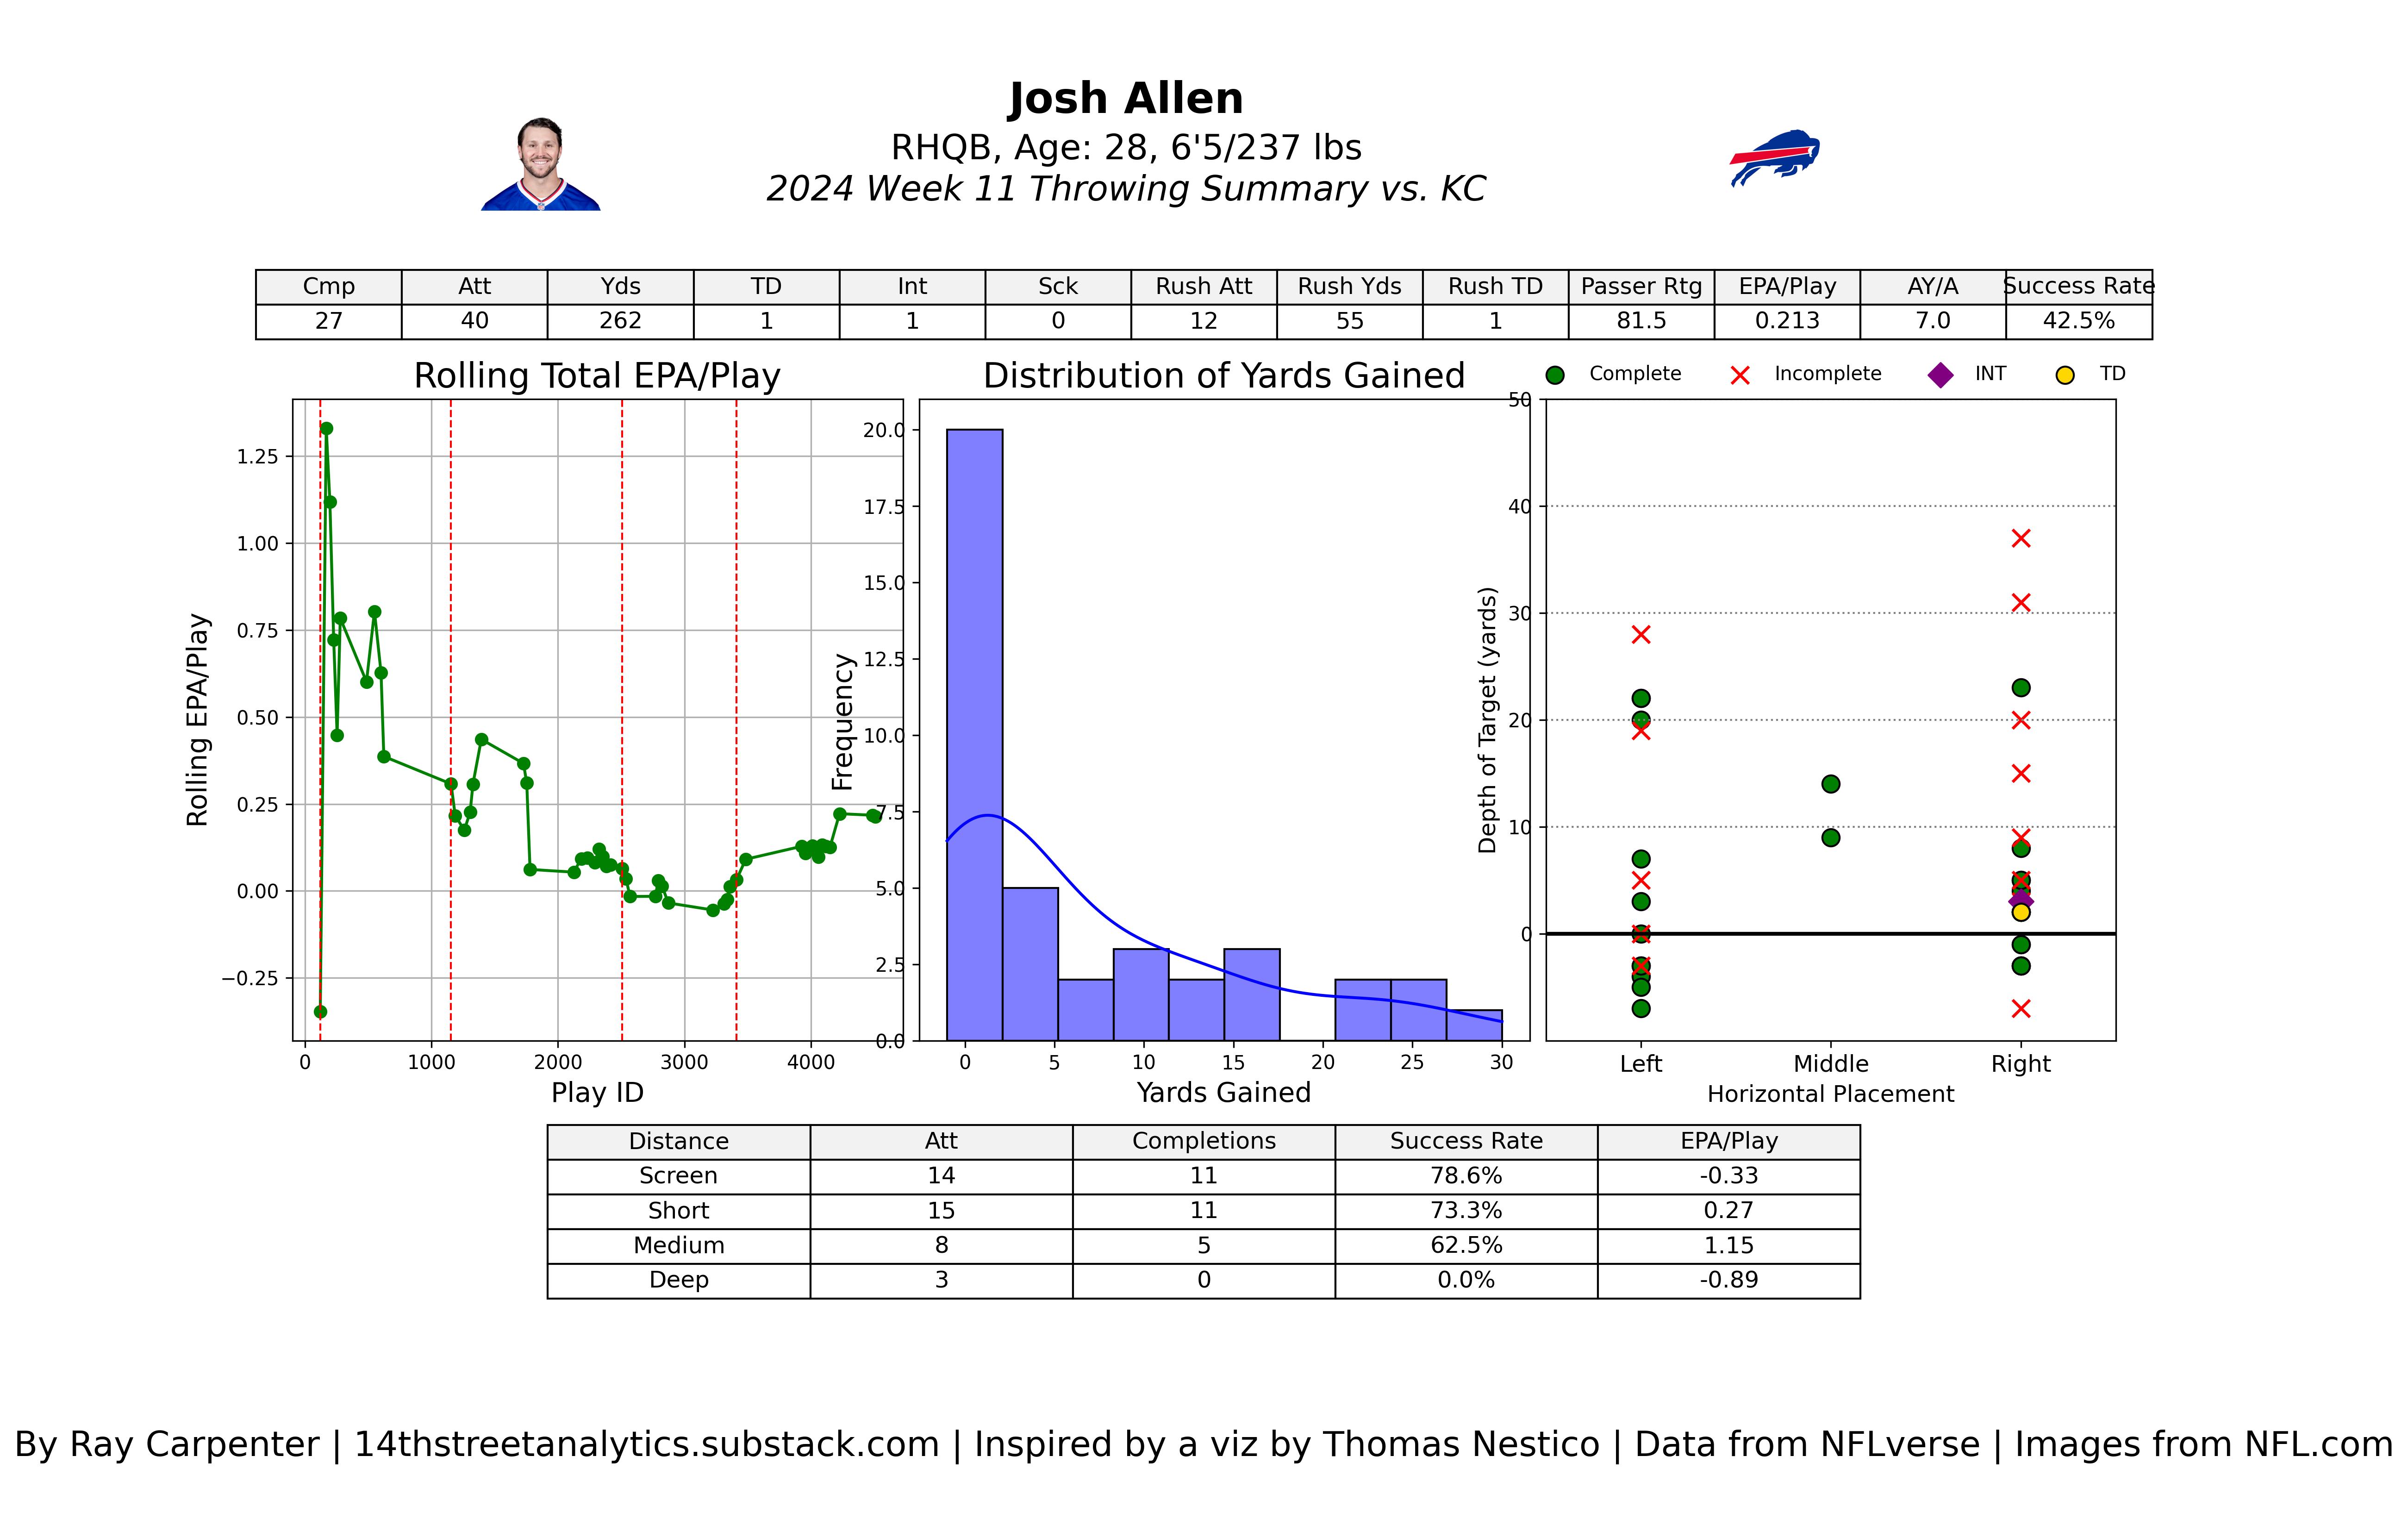 Josh Allen
RHQB, Age: 28, 6'5/237 lbs
2024 Week 11 Throwing Summary vs. KC
Cmp Att Yds TD Int Sck Rush Att Rush Yds Rush TD Passer Rtg EPA/Play AY/A Success Rate
27 40 262 1 1 0 12 55 1 81.5 0.213 7.0 42.5%
Rolling Total EPA/Play
1.25
1.00
0.75
0.50
0.25
0.00
−0.25
Rolling EPA/Play
0 1000 2000 3000 4000
Play ID
Distribution of Yards Gained
20.0
17.5
15.0
12.5
10.0
7.5
5.0
2.5
0.0
Frequency
0 5 10 15 20 25 30
Yards Gained
Complete Incomplete INT TD
50
40
30
20
10
0
Depth of Target (yards)
Left Middle Right
Horizontal Placement
Distance Att Completions Success Rate EPA/Play
Screen 14 11 78.6% -0.33
Short 15 11 73.3% 0.27
Medium 8 5 62.5% 1.15
Deep 3 0 0.0% -0.89
By Ray Carpenter | 14thstreetanalytics.substack.com | Inspired by a viz by Thomas Nestico | Data from NFLverse | Images from NFL.com